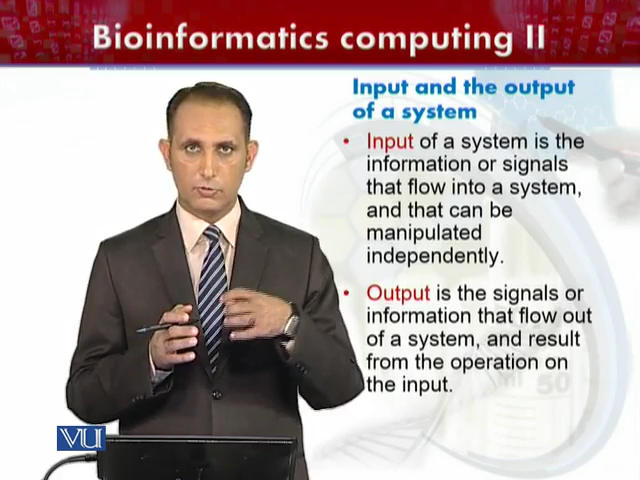 Bioinformatics computing II
Input and the output
of a system
• Input of a system is the
information or signals
that flow into a system,
and that can be
manipulated
independently.
• Output is the signals or
information that flow out
of a system, and result
from the operation on
the input.
VU
50